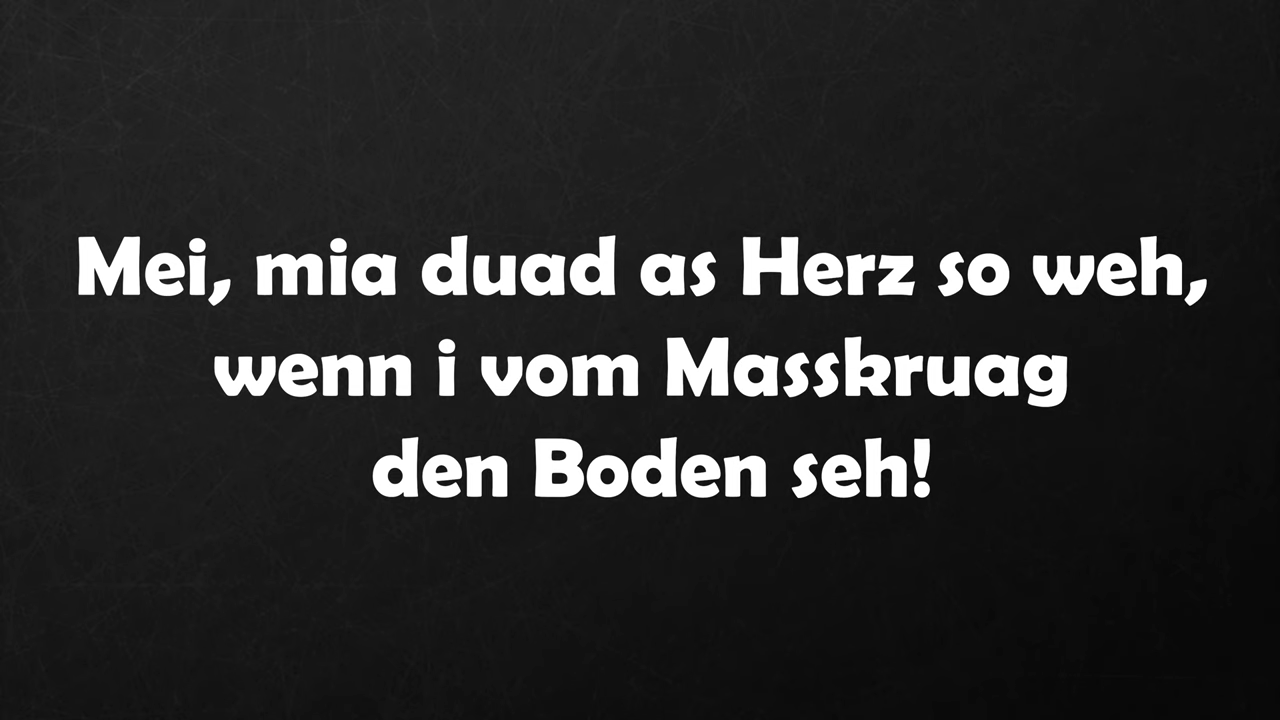 Mei, mia duad as Herz so weh,
wenn i vom Masskruag
den Boden seh!